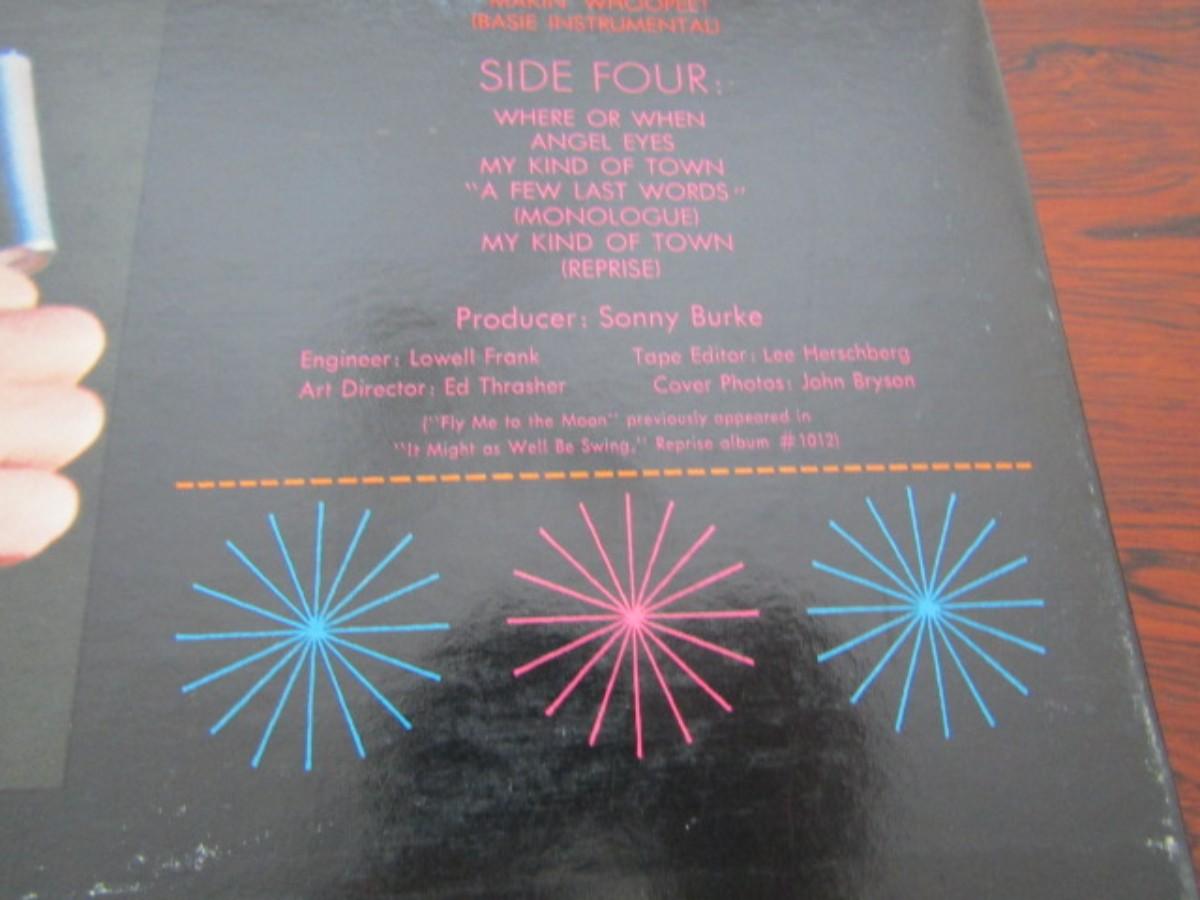 MAKIN' WHOOPEE!
(BASIE INSTRUMENTAL)
SIDE FOUR:
WHERE OR WHEN
ANGEL EYES
MY KIND OF TOWN
"A FEW LAST WORDS"
(MONOLOGUE)
MY KIND OF TOWN
(REPRISE)
Producer: Sonny Burke
Engineer: Lowell Frank Tape Editor: Lee Herschberg
Art Director: Ed Thrasher Cover Photos: John Bryson
("Fly Me to the Moon" previously appeared in
"It Might as Well Be Swing," Reprise album #1012)